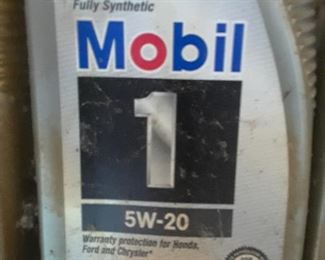 Fully Synthetic
Mobil
1
5W-20
Warranty protection for Honda,
Ford and Chrysler*